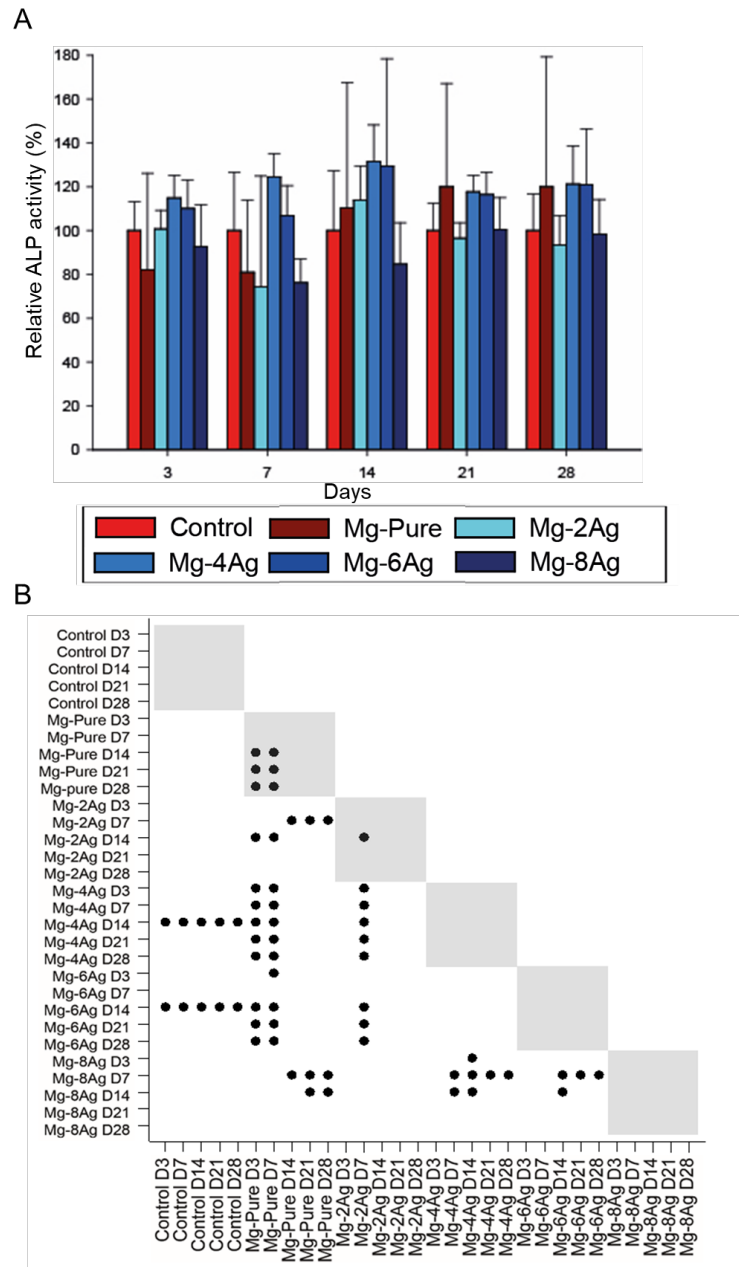 A
Relative ALP activity (%)
180
160
140
120
100
80
60
40
20
0
3 7 14 21 28
Days
Control Mg-Pure Mg-2Ag
Mg-4Ag Mg-6Ag Mg-8Ag
B
Control D3
Control D7
Control D14
Control D21
Control D28
Mg-Pure D3
Mg-Pure D7
Mg-Pure D14
Mg-Pure D21
Mg-pure D28
Mg-2Ag D3
Mg-2Ag D7
Mg-2Ag D14
Mg-2Ag D21
Mg-2Ag D28
Mg-4Ag D3
Mg-4Ag D7
Mg-4Ag D14
Mg-4Ag D21
Mg-4Ag D28
Mg-6Ag D3
Mg-6Ag D7
Mg-6Ag D14
Mg-6Ag D21
Mg-6Ag D28
Mg-8Ag D3
Mg-8Ag D7
Mg-8Ag D14
Mg-8Ag D21
Mg-8Ag D28
Control D3
Control D7
Control D14
Control D21
Control D28
Mg-Pure D3
Mg-Pure D7
Mg-Pure D14
Mg-Pure D21
Mg-Pure D28
Mg-2Ag D3
Mg-2Ag D7
Mg-2Ag D14
Mg-2Ag D21
Mg-2Ag D28
Mg-4Ag D3
Mg-4Ag D7
Mg-4Ag D14
Mg-4Ag D21
Mg-4Ag D28
Mg-6Ag D3
Mg-6Ag D7
Mg-6Ag D14
Mg-6Ag D21
Mg-6Ag D28
Mg-8Ag D3
Mg-8Ag D7
Mg-8Ag D14
Mg-8Ag D21
Mg-8Ag D28